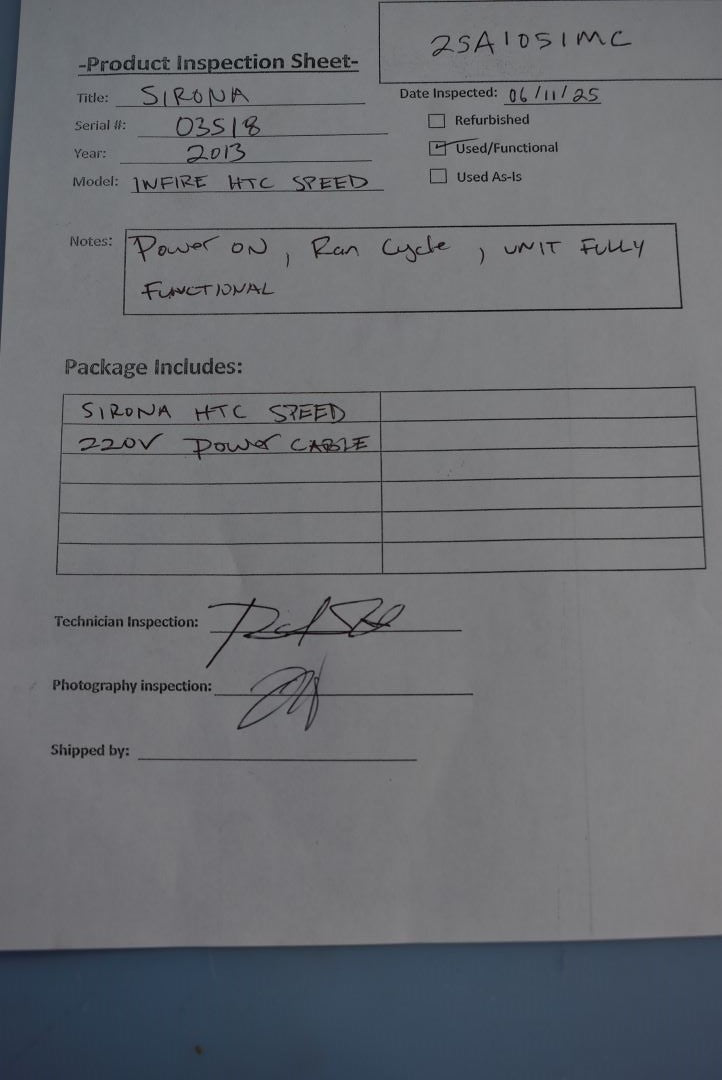 25A1051MC
-Product Inspection Sheet-
Title: SIRONA
Date Inspected: 06/11/25
Serial #: 03518
Refurbished
Year: 2013
Used/Functional
Model: INFIRE HTC SPEED
Used As-Is
Notes: Power ON, Ran Cycle, UNIT FULLY
FUNCTIONAL
Package Includes:
SIRONA HTC SPEED
220V Power CABLE
Technician Inspection:
Photography inspection:
Shipped by: